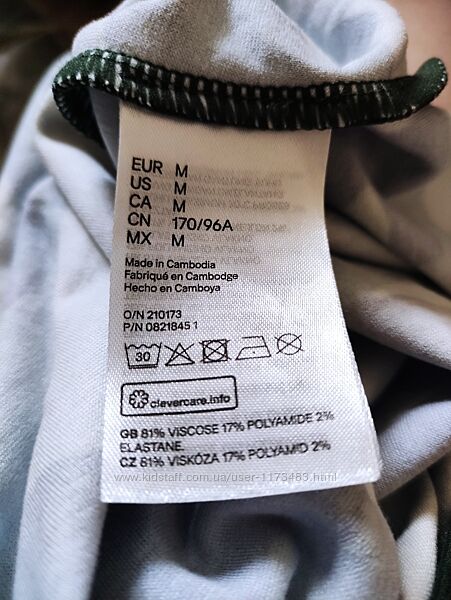 EUR M
US M
CA M
CN 170/96A
MX M
Made in Cambodia
Fabriqué en Cambodge
Hecho en Camboya
O/N 210173
P/N 0821845 1
30
clevercare.info
GB 81% VISCOSE 17% POLYAMIDE 2%
ELASTANE.
CZ 81% VISKÓZA 17% POLYAMID 2%
www.kidstaff.com.ua/user-1173483.html